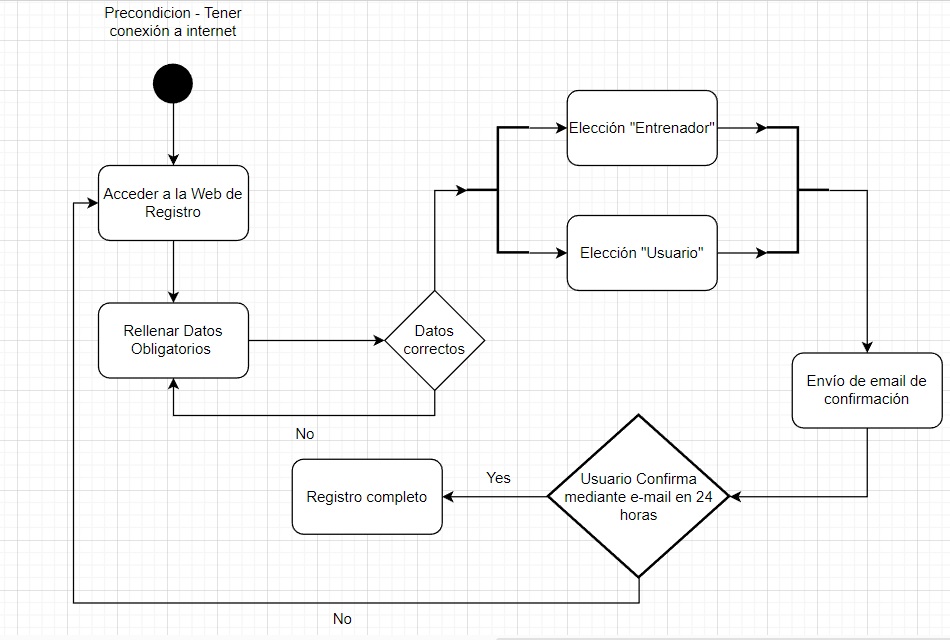 Precondicion - Tener
conexión a internet
Acceder a la Web de
Registro
Rellenar Datos
Obligatorios
Datos
correctos
No
Elección "Entrenador"
Elección "Usuario"
Envío de email de
confirmación
Usuario Confirma
mediante e-mail en 24
horas
Yes
Registro completo
No